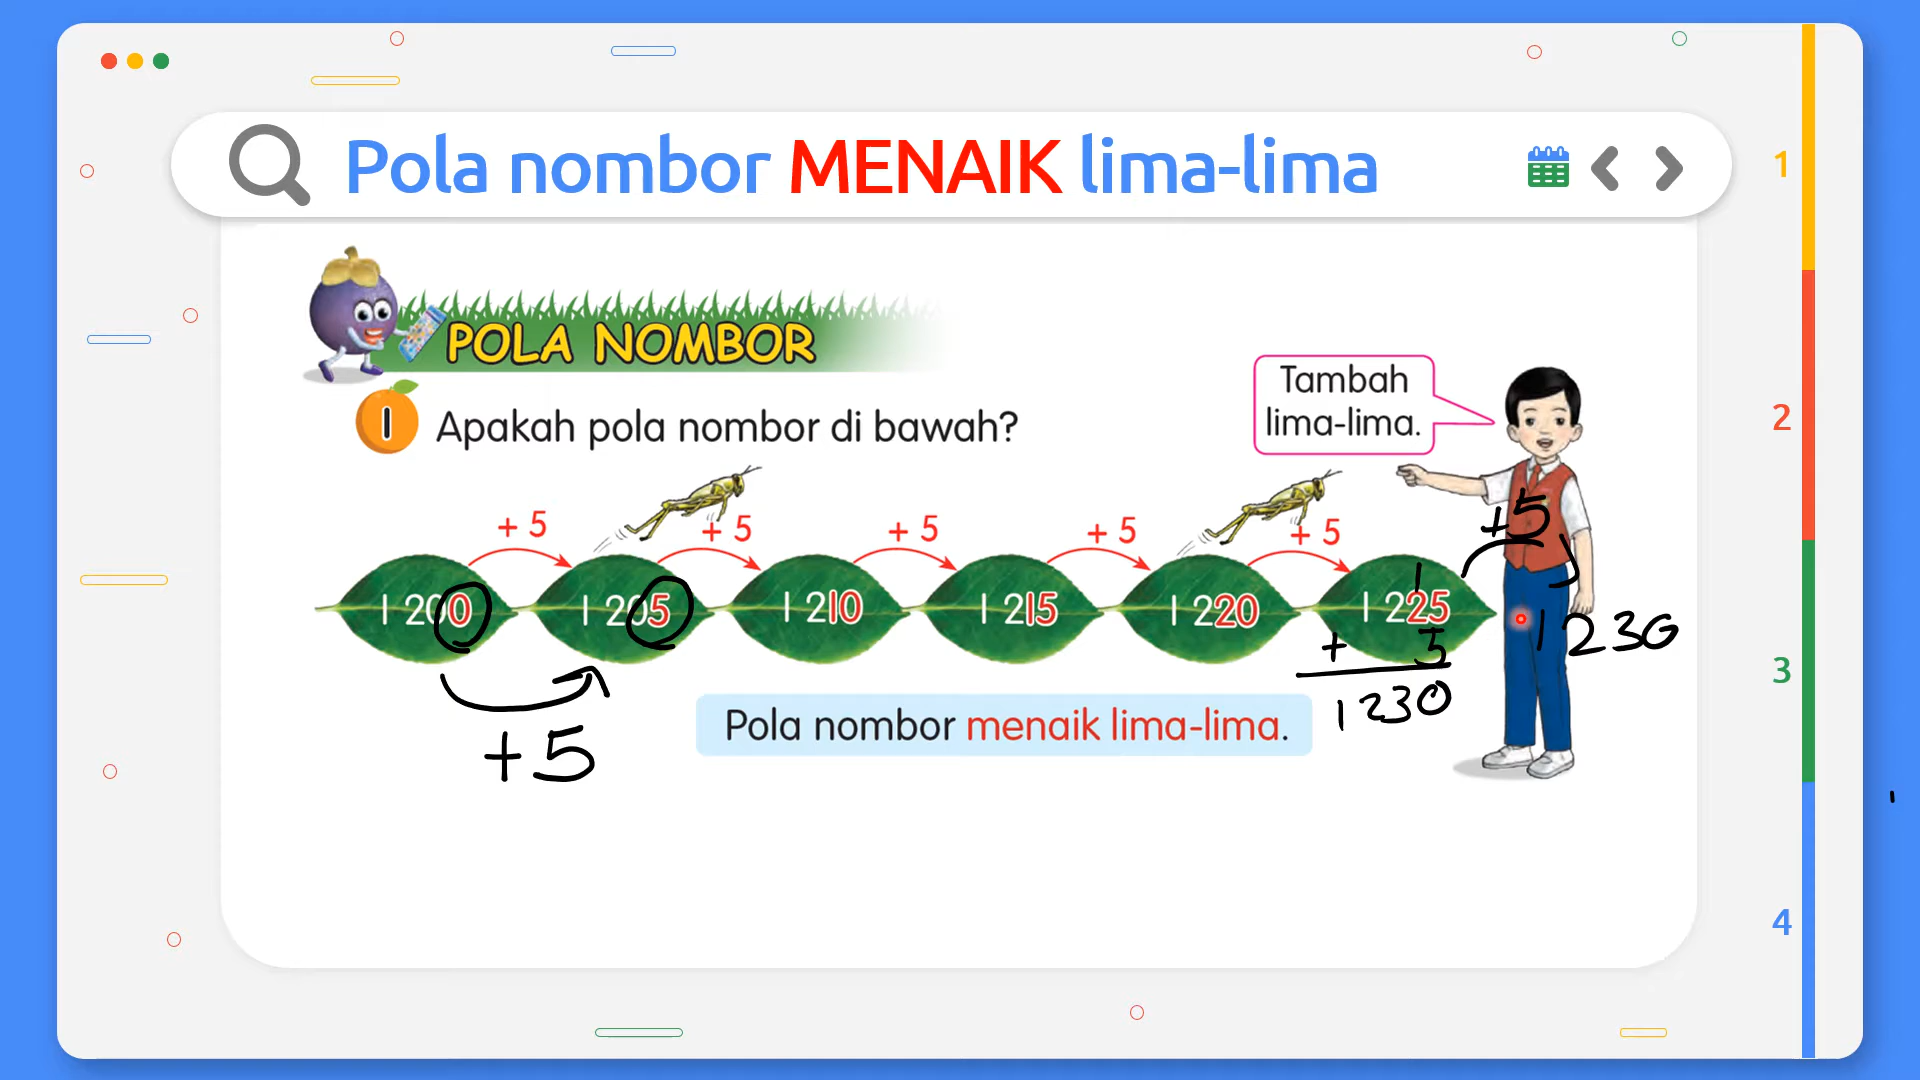 Pola nombor MENAIK lima-lima
1
2
3
4
POLA NOMBOR
1 Apakah pola nombor di bawah?
Tambah
lima-lima.
+ 5 + 5 + 5 + 5 + 5 +5
1 200 1 205 1 210 1 215 1 220 1 225 1230
1
+ 5
1230
+5
Pola nombor menaik lima-lima.